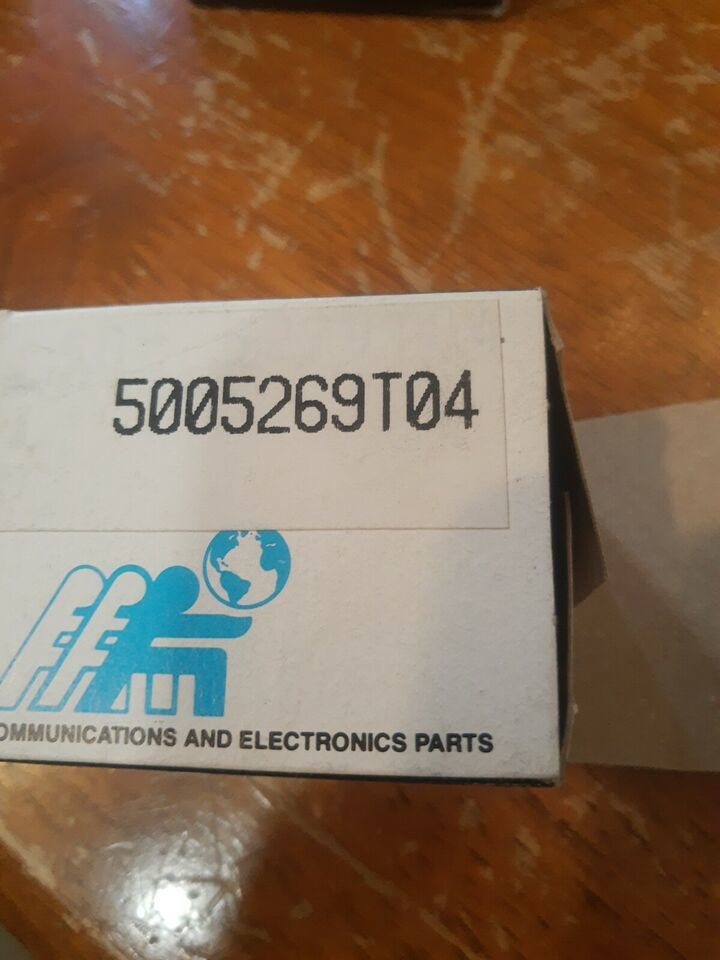 5005269T04
OMMUNICATIONS AND ELECTRONICS PARTS